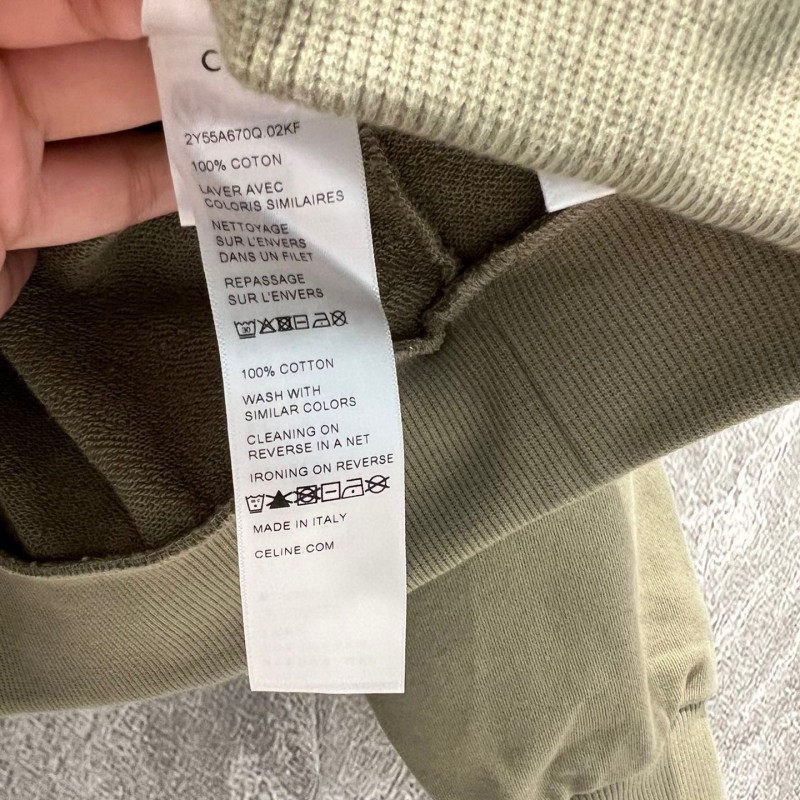 C
2Y55A670Q.02KF
100% COTON
LAVER AVEC
COLORIS SIMILAIRES
NETTOYAGE
SUR L'ENVERS
DANS UN FILET
REPASSAGE
SUR L'ENVERS
30
100% COTTON
WASH WITH
SIMILAR COLORS
CLEANING ON
REVERSE IN A NET
IRONING ON REVERSE
MADE IN ITALY
CELINE.COM